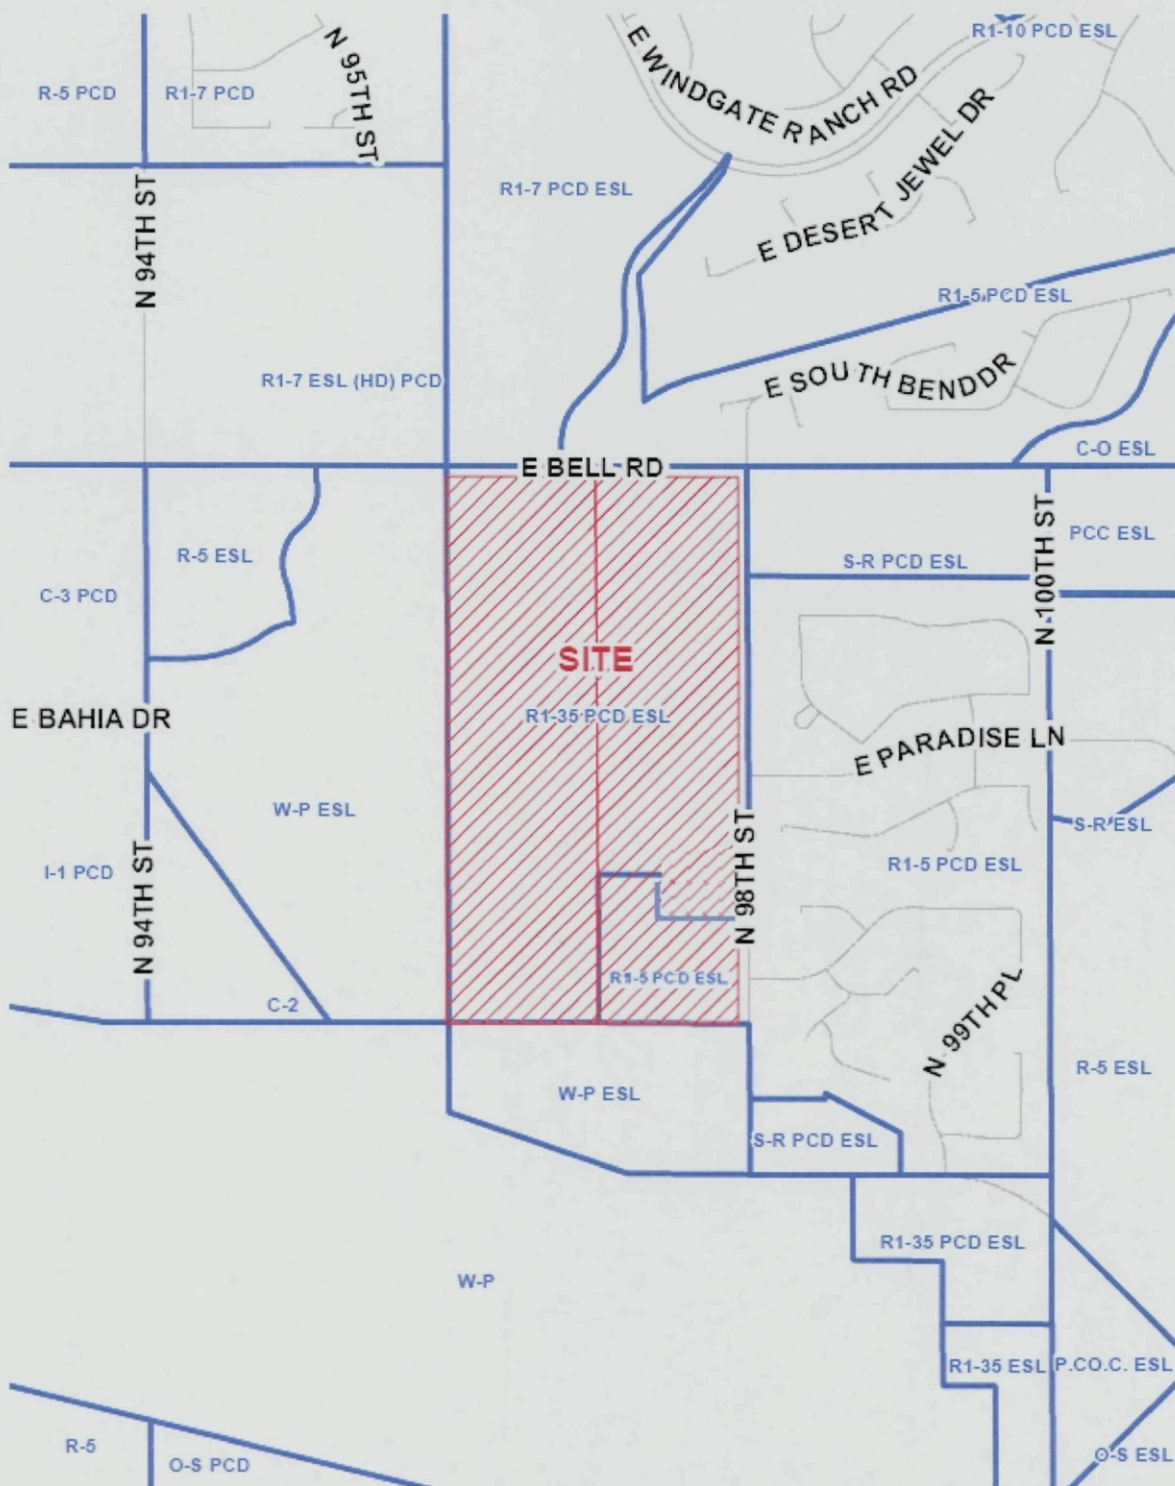 R1-10 PCD ESL
N 95TH ST
E WINDGATE RANCH RD
R-5 PCD
R1-7 PCD
E DESERT JEWEL DR
R1-7 PCD ESL
N 94TH ST
R1-5 PCD ESL
R1-7 ESL (HD) PCD
E SOUTH BEND DR
C-O ESL
E BELL RD
N 100TH ST
PCC ESL
R-5 ESL
S-R PCD ESL
C-3 PCD
SITE
R1-35 PCD ESL
E BAHIA DR
E PARADISE LN
W-P ESL
S-R ESL
N 98TH ST
I-1 PCD
R1-5 PCD ESL
N 94TH ST
R1-5 PCD ESL
C-2
N 99TH PL
R-5 ESL
W-P ESL
S-R PCD ESL
R1-35 PCD ESL
W-P
R1-35 ESL
P.CO.C. ESL
R-5
O-S PCD
O-S ESL